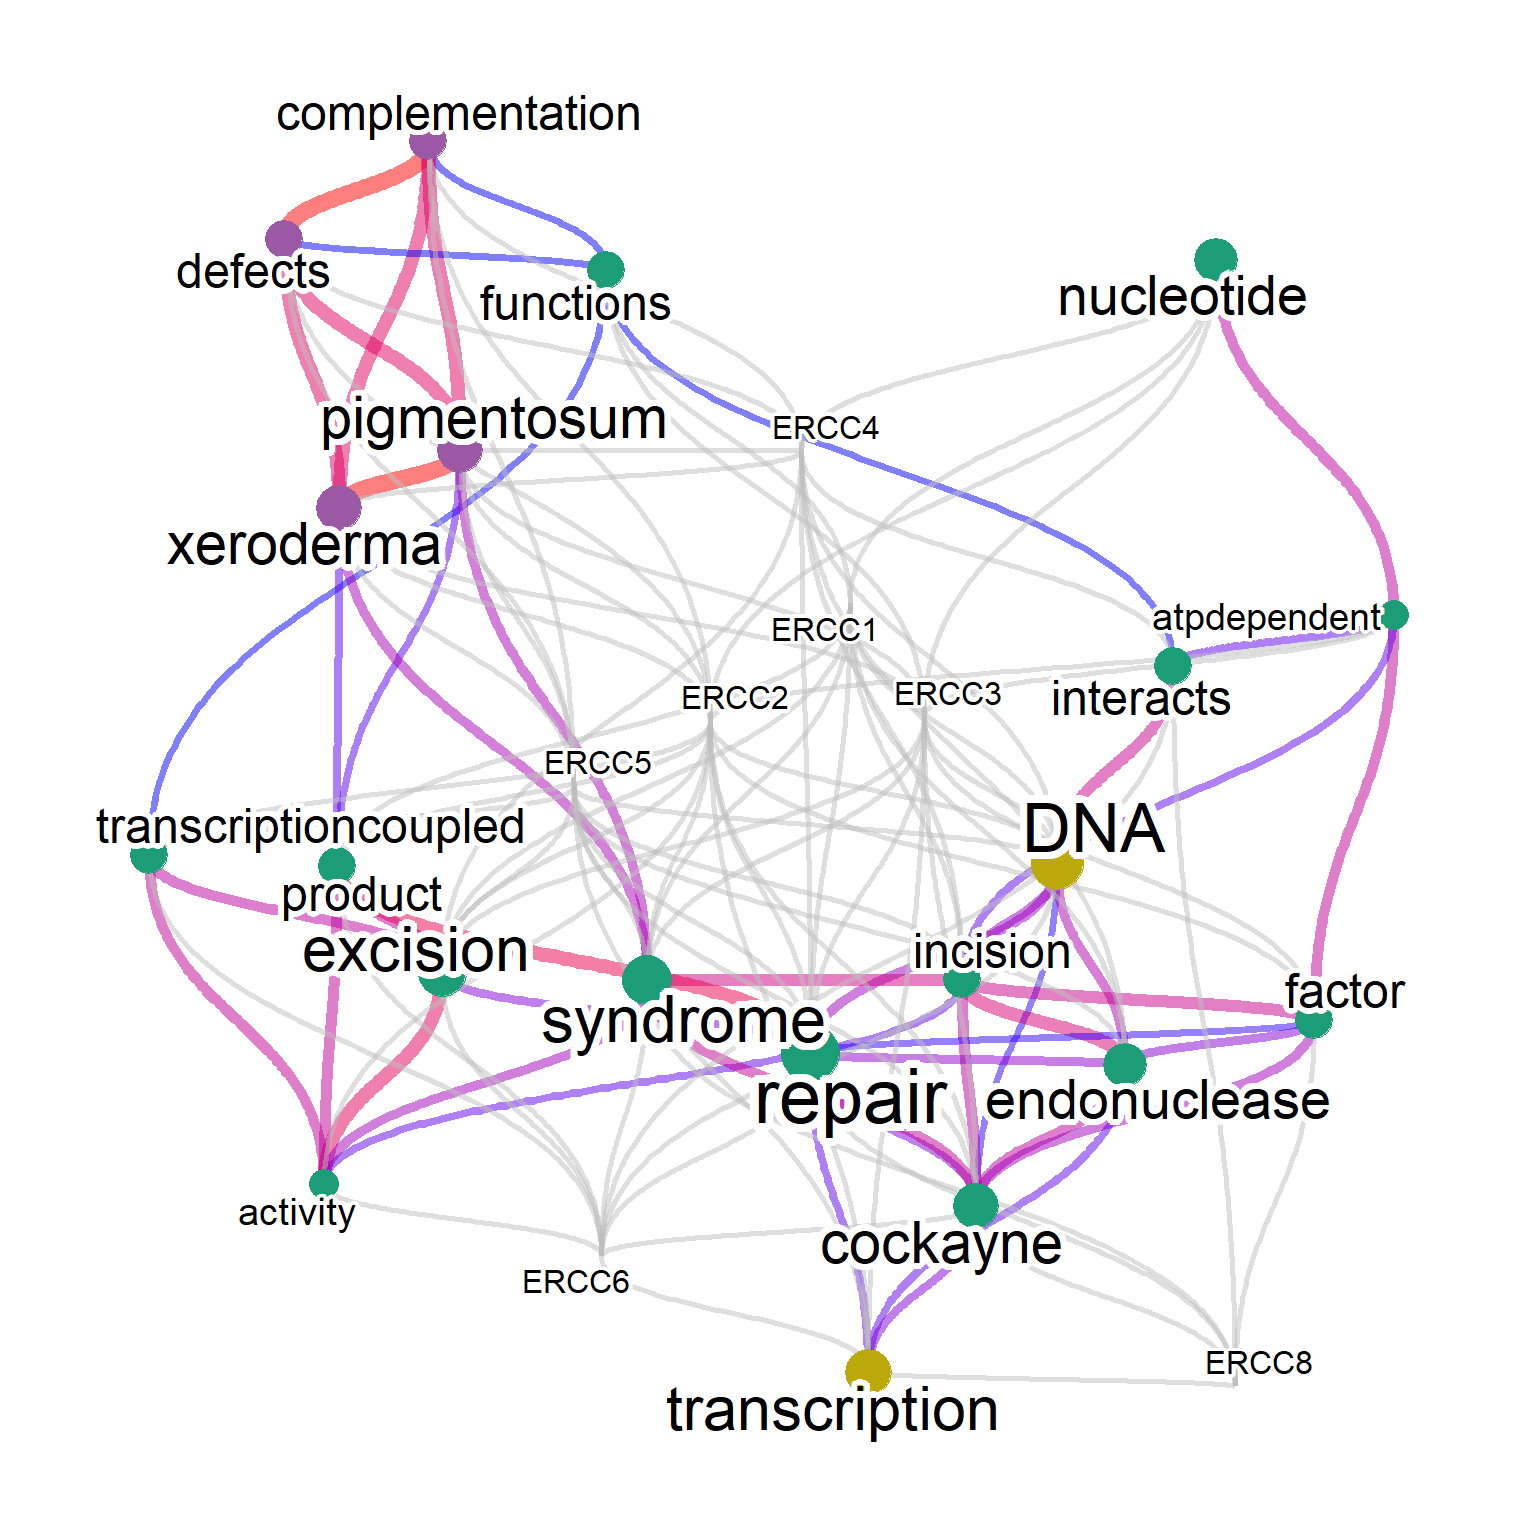 complementation
defects
functions
nucleotide
pigmentosum
ERCC4
xeroderma
atpdependent
ERCC1
interacts
ERCC2
ERCC3
ERCC5
transcriptioncoupled
DNA
product
excision
incision
factor
syndrome
repair
endonuclease
activity
cockayne
ERCC6
ERCC8
transcription